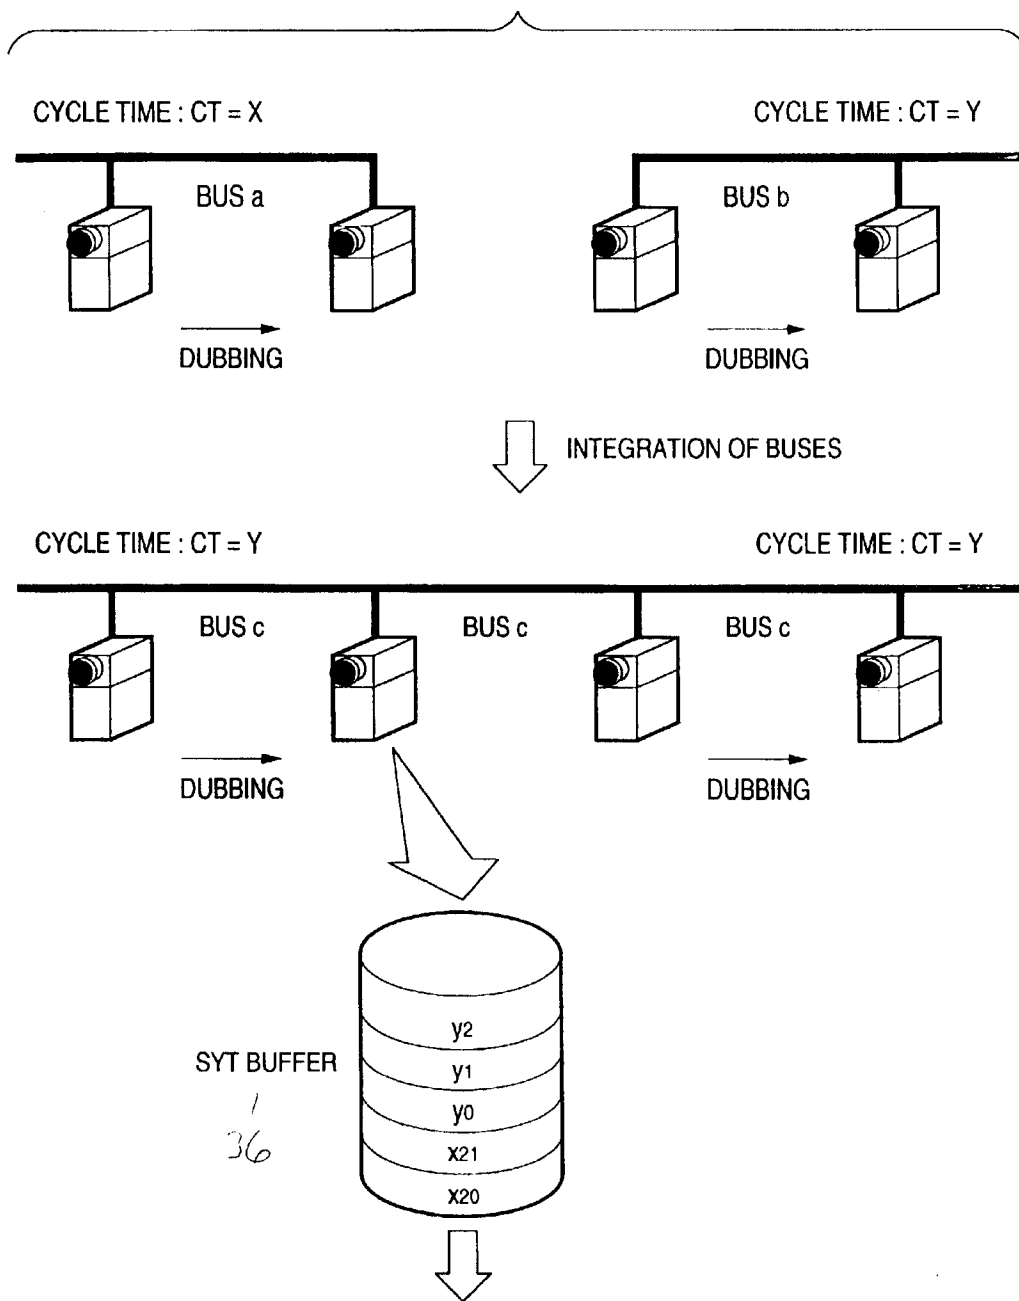 CYCLE TIME : CT = X
CYCLE TIME : CT = Y
BUS a
BUS b
DUBBING
DUBBING
INTEGRATION OF BUSES
CYCLE TIME : CT = Y
CYCLE TIME : CT = Y
BUS c
BUS c
BUS c
DUBBING
DUBBING
y2
y1
y0
x21
x20
SYT BUFFER
36